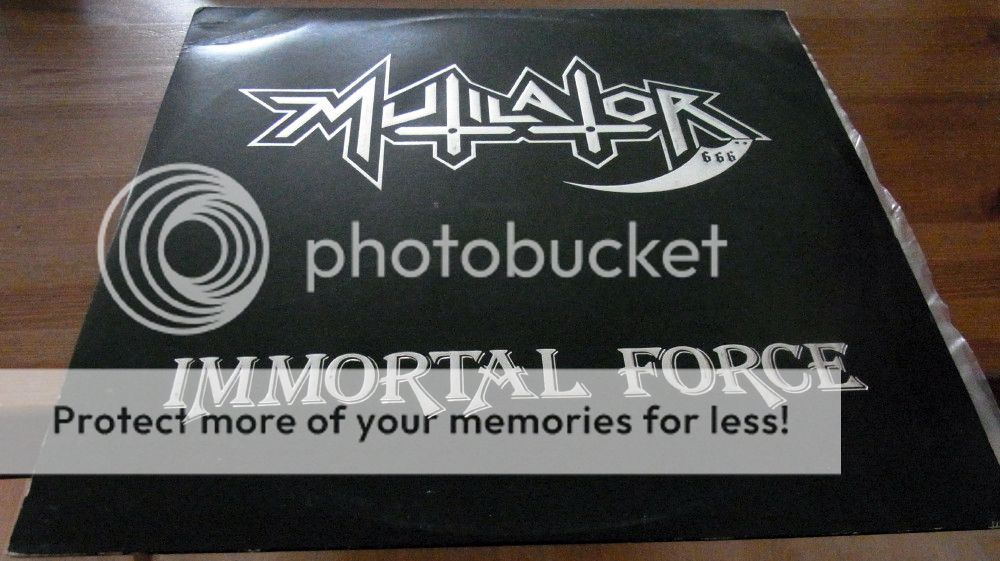 MUTILATOR
666
photobucket
IMMORTAL FORCE
Protect more of your memories for less!